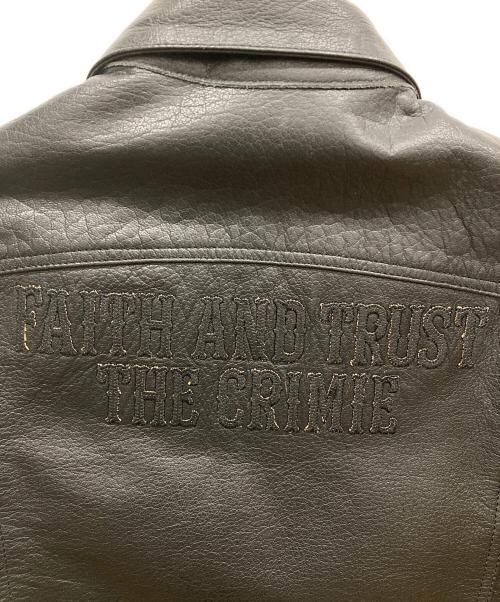 FAITH AND TRUST
THE CRIMIE